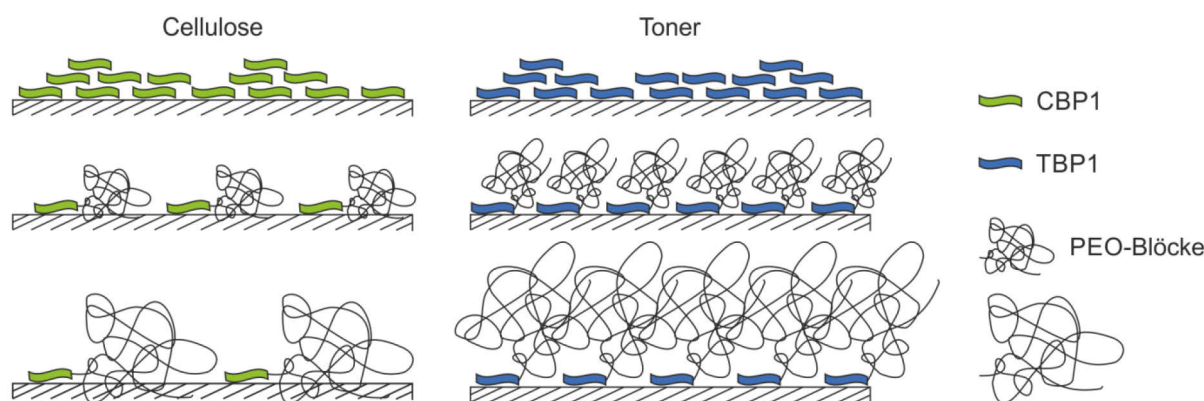 Cellulose
Toner
CBP1
TBP1
PEO-Blöcke